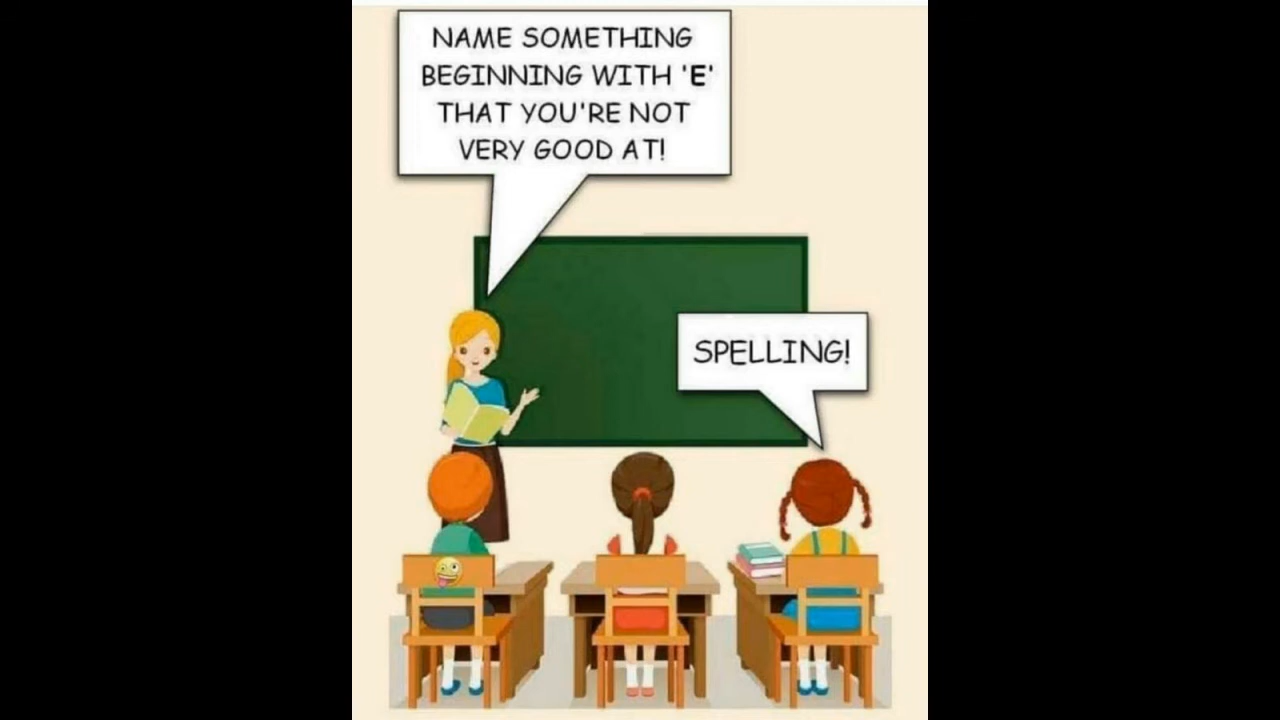 NAME SOMETHING
BEGINNING WITH 'E'
THAT YOU'RE NOT
VERY GOOD AT!
SPELLING!